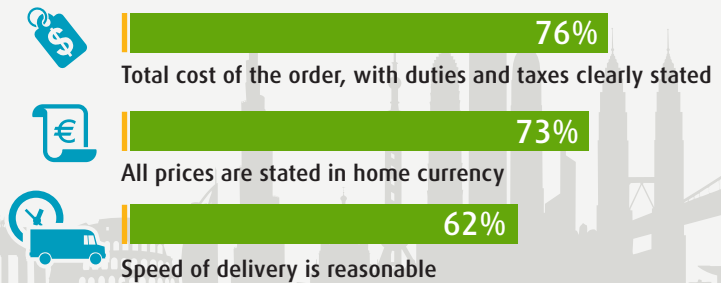 $
76%
Total cost of the order, with duties and taxes clearly stated
€
73%
All prices are stated in home currency
62%
Speed of delivery is reasonable